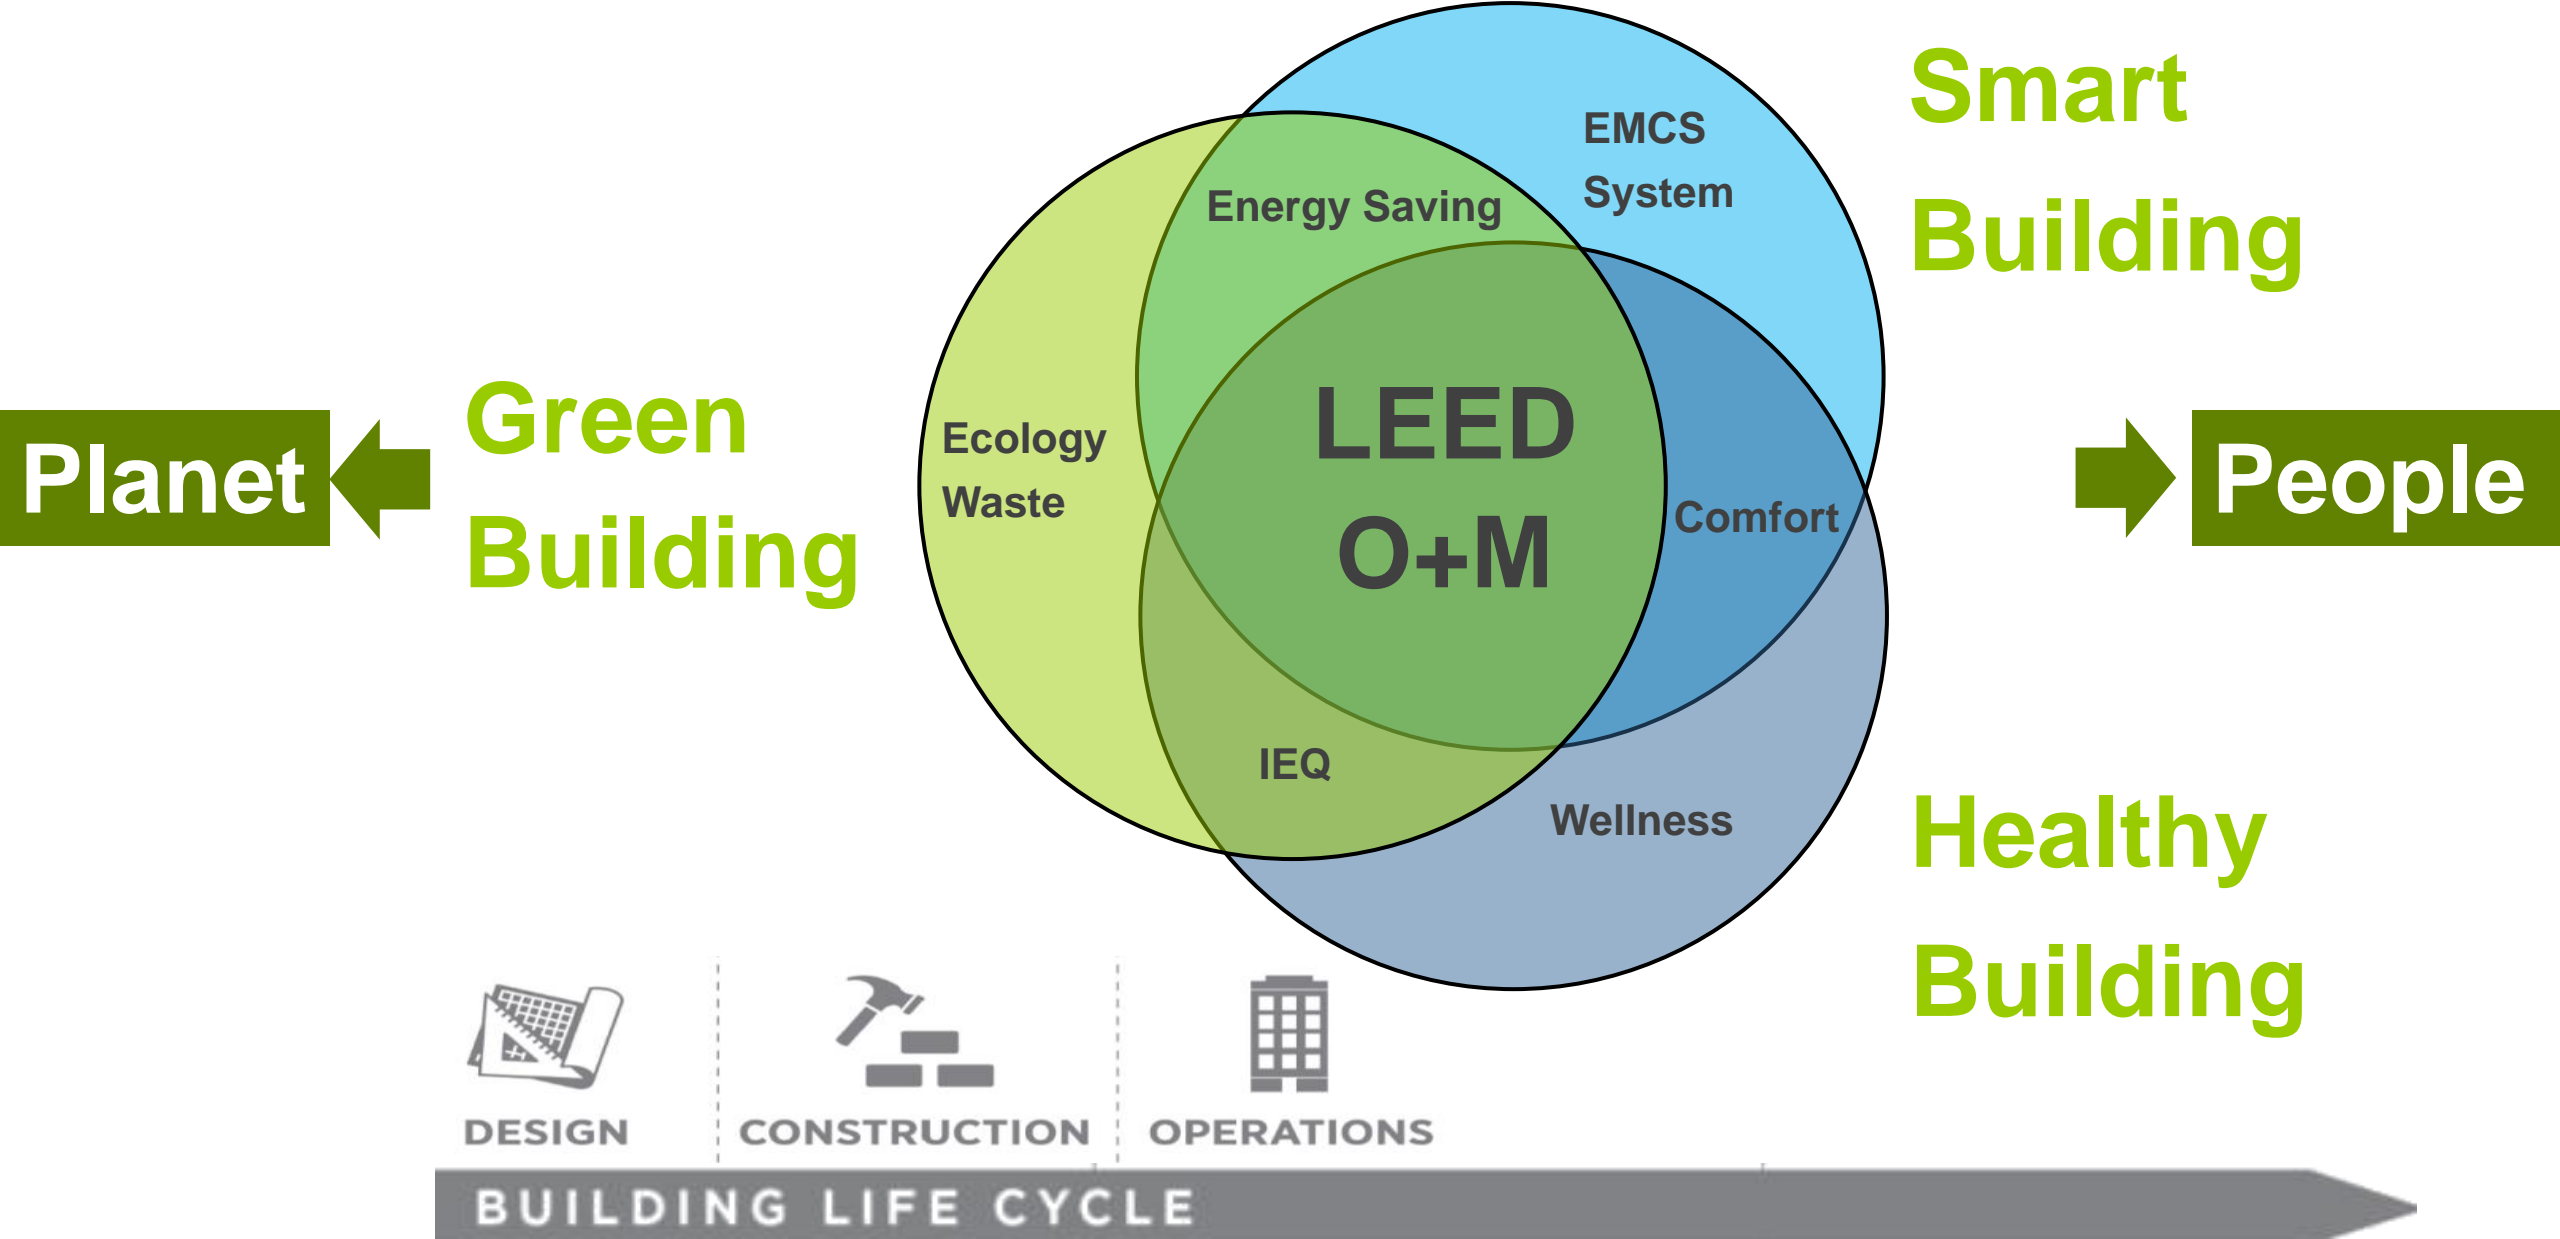 Smart
Building
EMCS
System
Energy Saving
Green
Building
Planet
Ecology
Waste
LEED
O+M
Comfort
People
IEQ
Wellness
Healthy
Building
DESIGN
CONSTRUCTION
OPERATIONS
BUILDING LIFE CYCLE